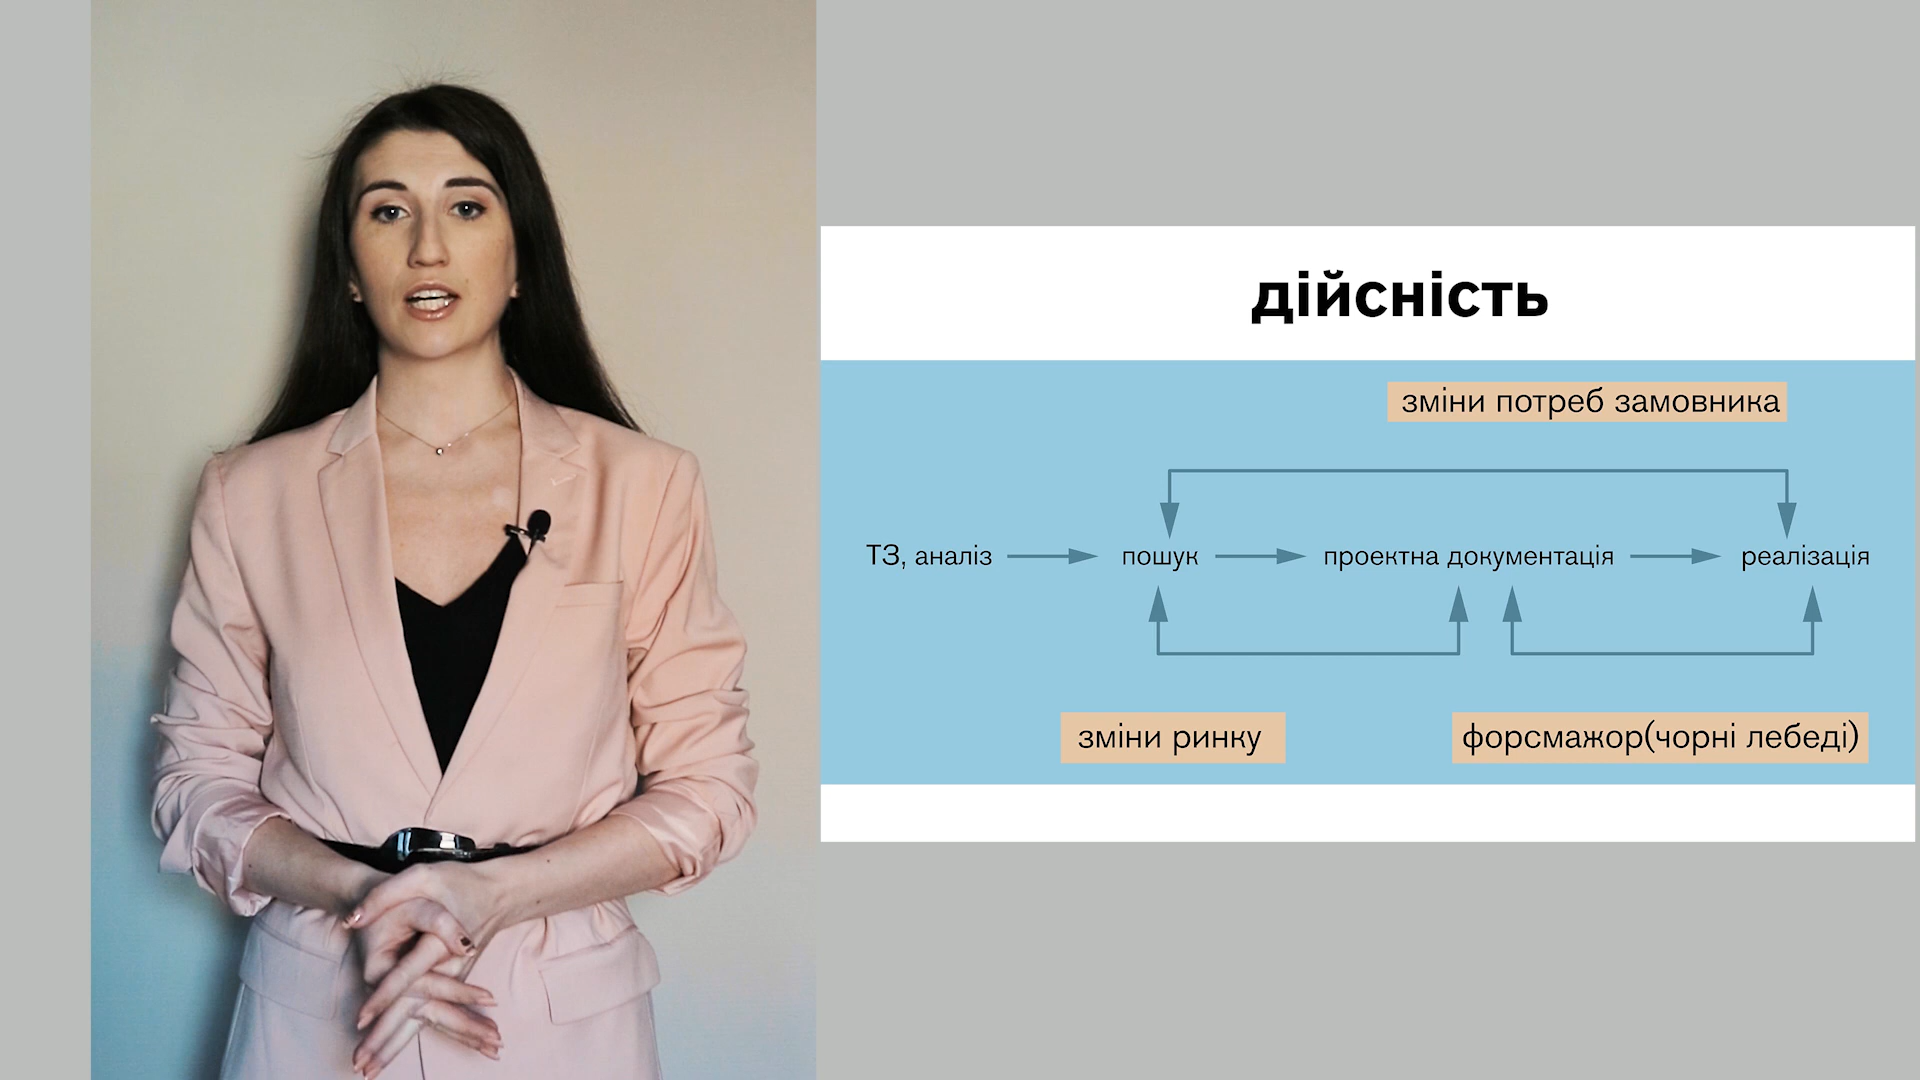 дійсність
зміни потреб замовника
ТЗ, аналіз
пошук
проектна документація
реалізація
зміни ринку
форсмажор(чорні лебеді)